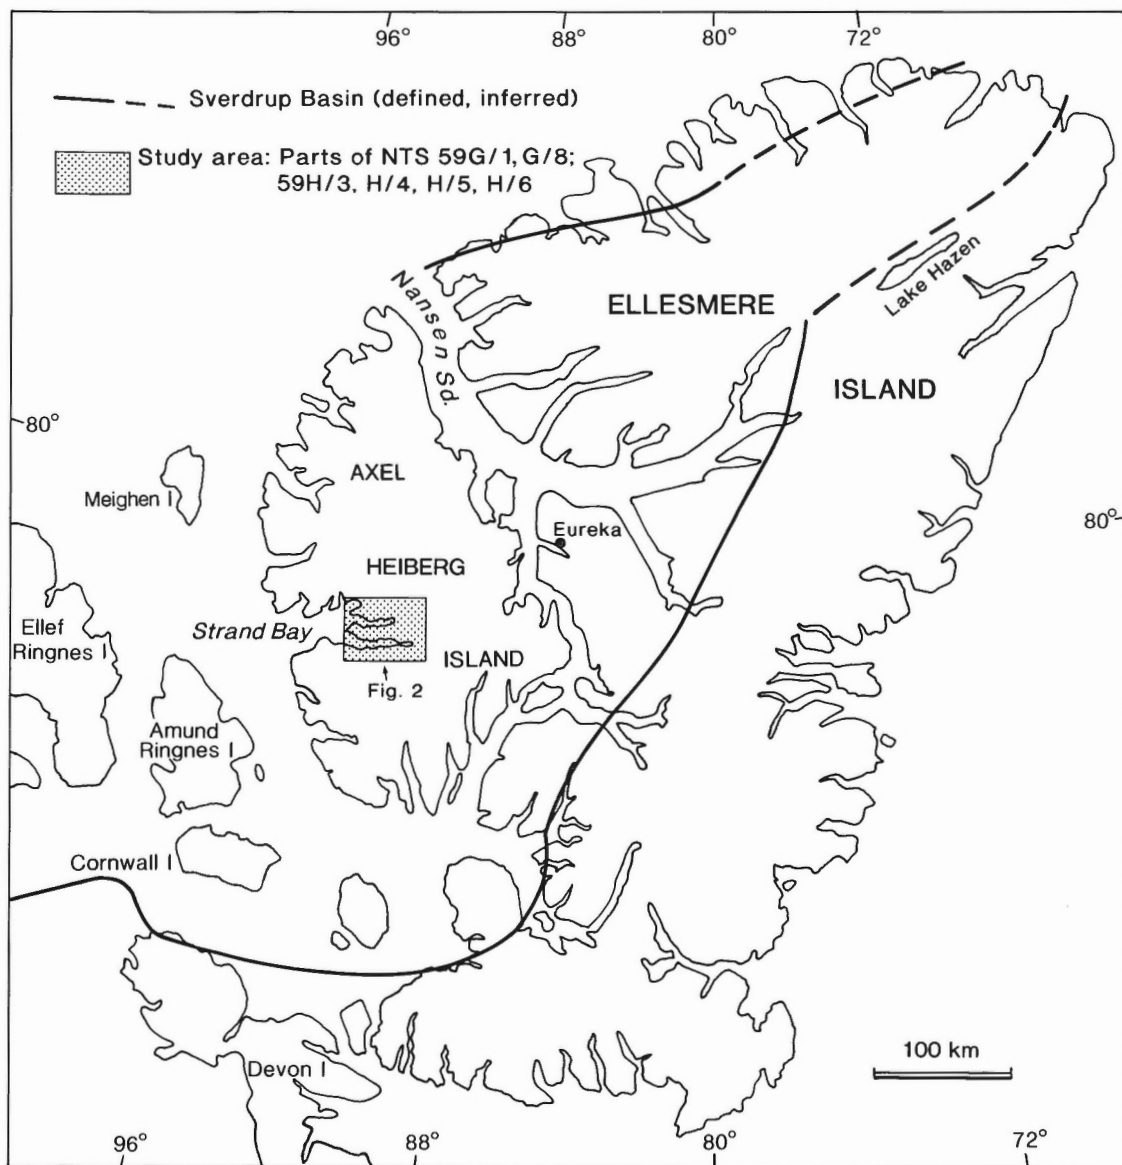 96° 88° 80° 72°
Sverdrup Basin (defined, inferred)
Study area: Parts of NTS 59G/1, G/8;
59H/3, H/4, H/5, H/6
Lake Hazen
Nansen Sd.
ELLESMERE
ISLAND
80°
AXEL
Meighen I
80°
Eureka
HEIBERG
Ellef
Ringnes I
Strand Bay
ISLAND
Fig. 2
Amund
Ringnes I
Cornwall I
100 km
Devon I
96° 88° 80° 72°